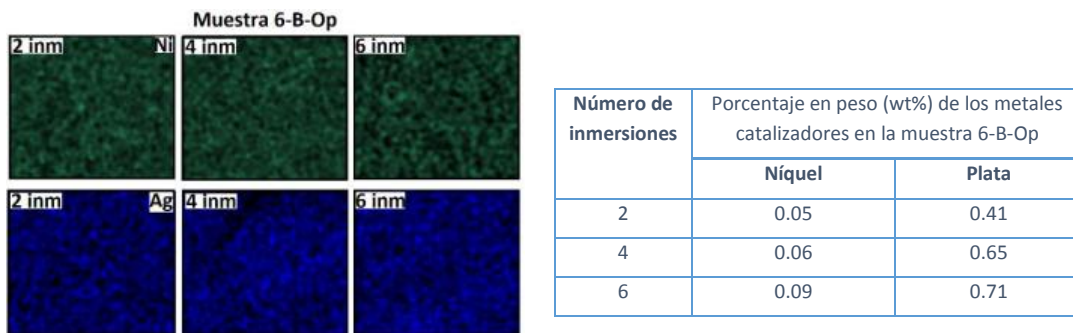 Muestra 6-B-Op
2 inm Ni 4 inm 6 inm
2 inm Ag 4 inm 6 inm
Número de inmersiones
Porcentaje en peso (wt%) de los metales
catalizadores en la muestra 6-B-Op
Níquel Plata
2 0.05 0.41
4 0.06 0.65
6 0.09 0.71